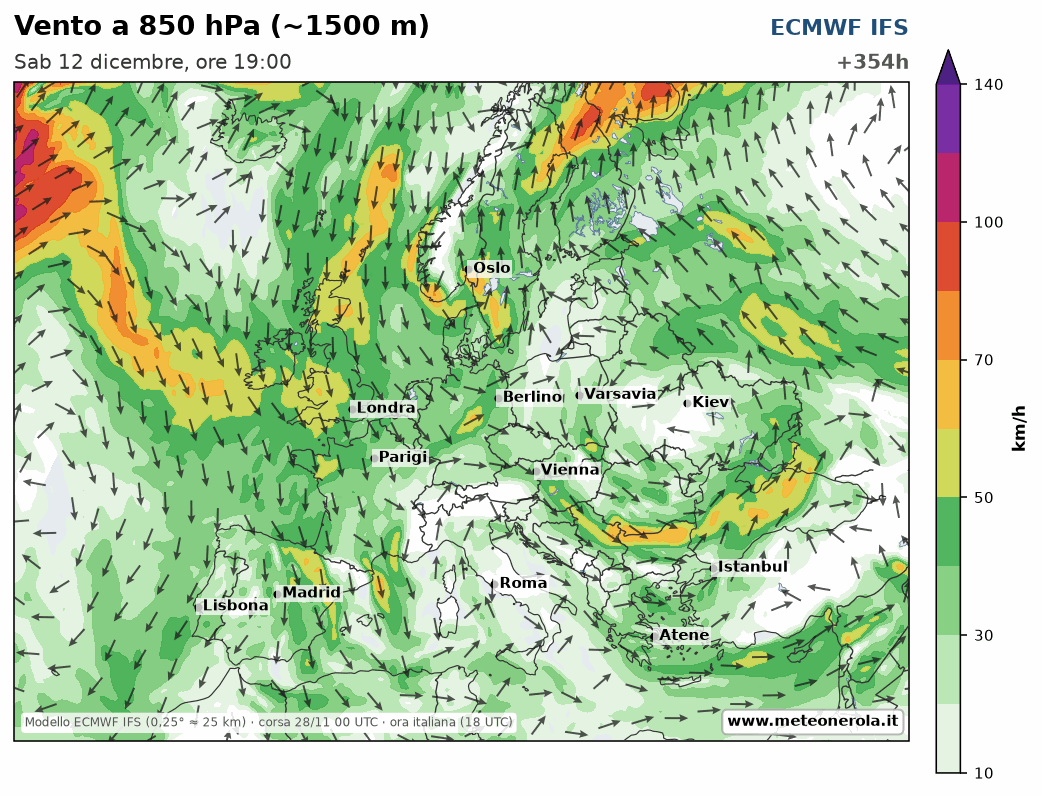 Vento a 850 hPa (~1500 m)
ECMWF IFS
Sab 12 dicembre, ore 19:00
+354h
140
100
70
50
30
10
km/h
Oslo
Londra
Berlino
Varsavia
Kiev
Parigi
Vienna
Istanbul
Roma
Madrid
Lisbona
Atene
Modello ECMWF IFS (0,25° ≈ 25 km) · corsa 28/11 00 UTC · ora italiana (18 UTC)
www.meteonerola.it